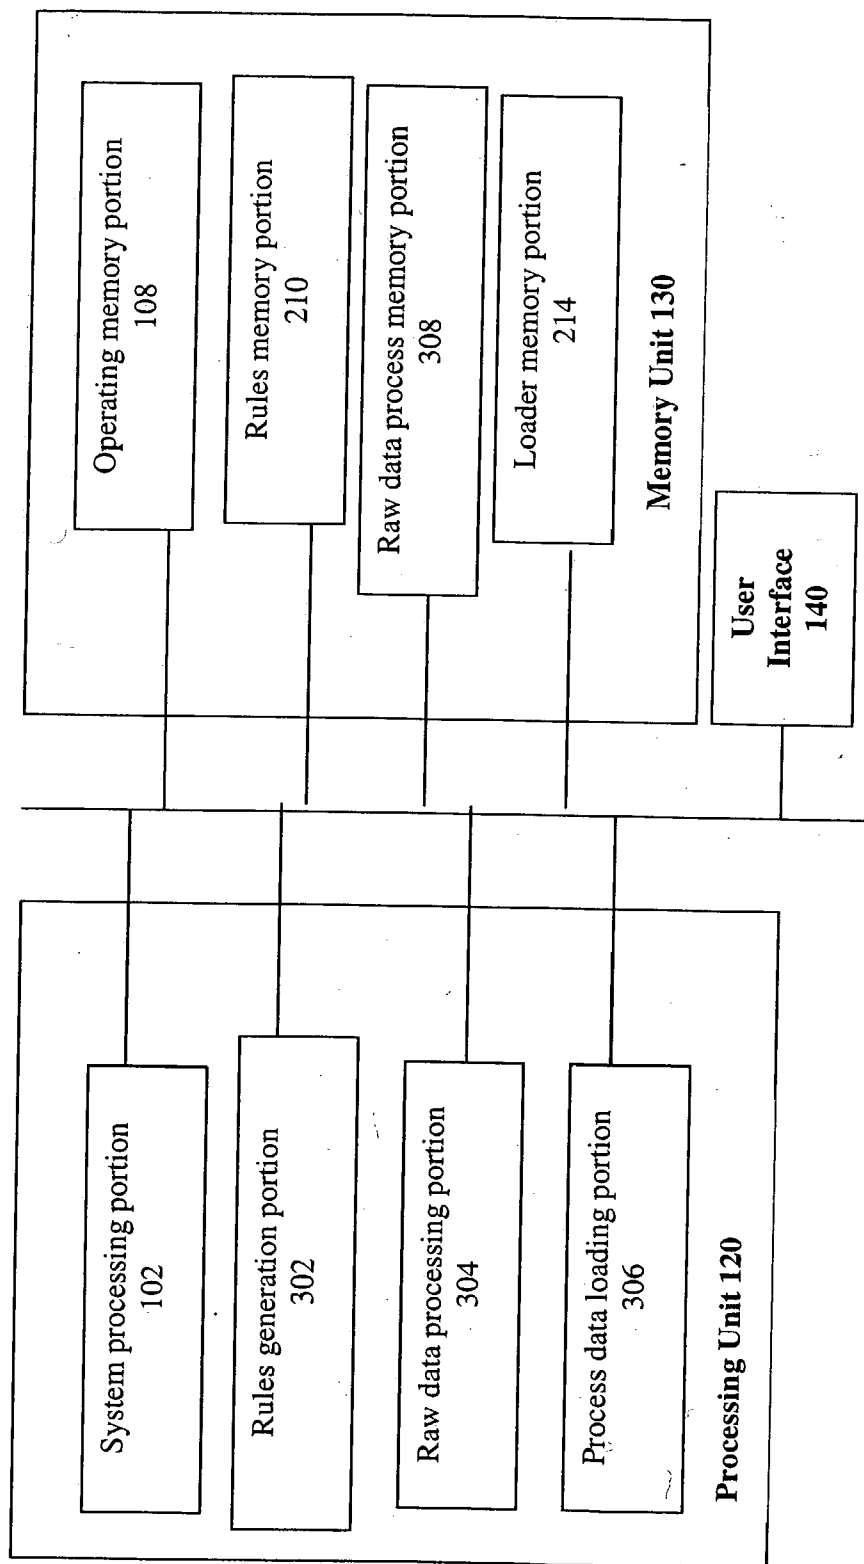 System processing portion
102
Rules generation portion
302
Raw data processing portion
304
Process data loading portion
306
Processing Unit 120
Operating memory portion
108
Rules memory portion
210
Raw data process memory portion
308
Loader memory portion
214
Memory Unit 130
User
Interface
140